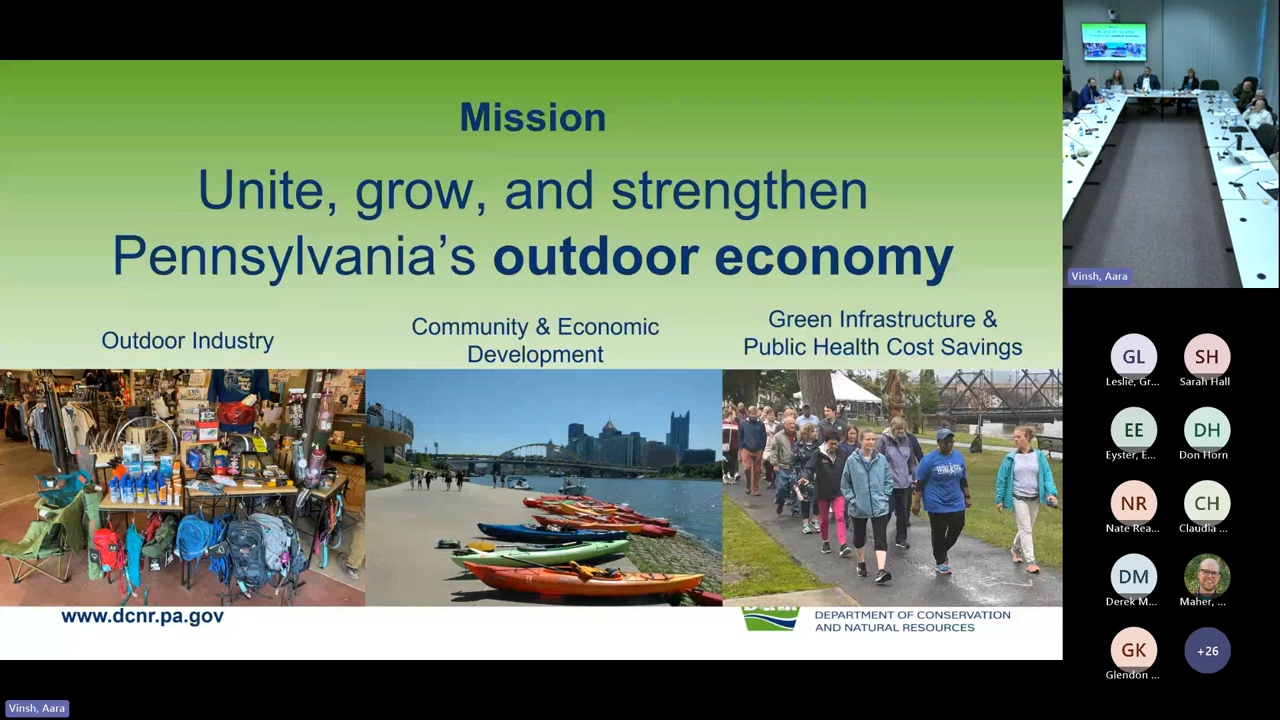 Mission
Unite, grow, and strengthen
Pennsylvania's outdoor economy
Outdoor Industry
Community & Economic
Development
Green Infrastructure &
Public Health Cost Savings
www.dcnr.pa.gov
DEPARTMENT OF CONSERVATION
AND NATURAL RESOURCES
Vinsh, Aara
Vinsh, Aara
GL
SH
Leslie, Gr...
Sarah Hall
EE
DH
Eyster, E...
Don Horn
NR
CH
Nate Rea...
Claudia ...
DM
Derek M...
Maher, ...
GK
+26
Glendon ...